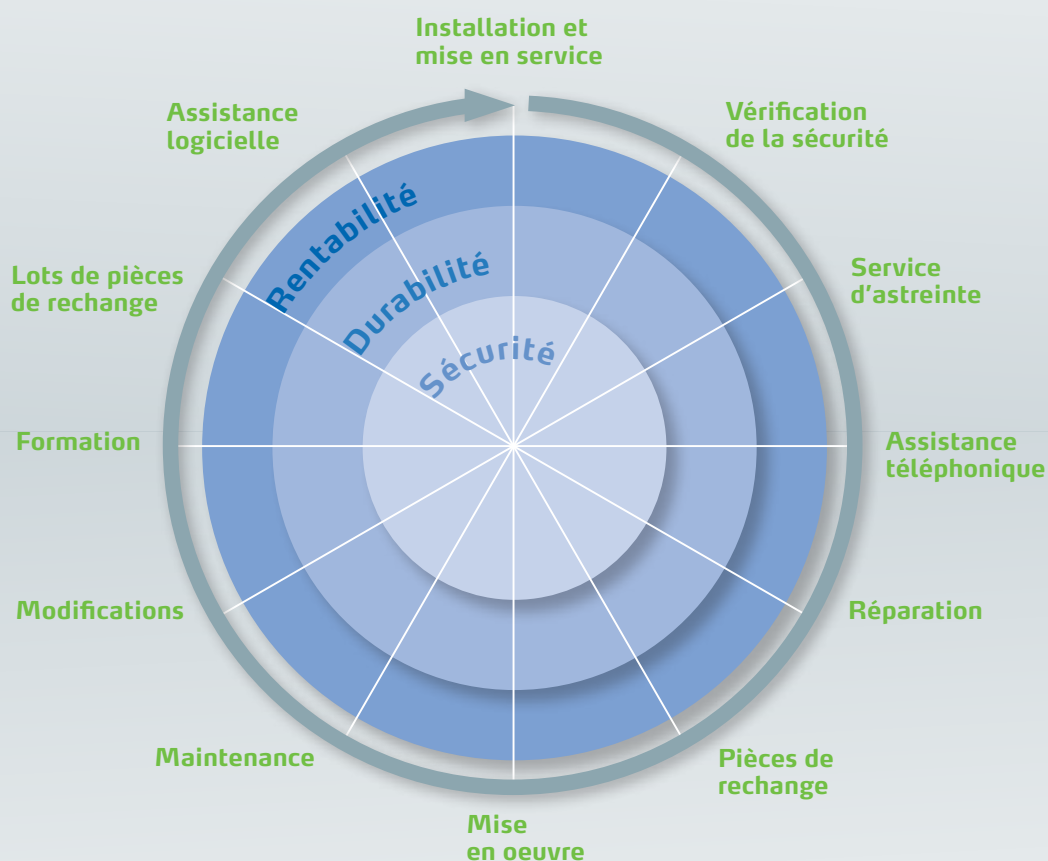 Installation et
mise en service
Vérification
de la sécurité
Service
d'astreinte
Assistance
téléphonique
Réparation
Pièces de
rechange
Mise
en oeuvre
Maintenance
Modifications
Formation
Lots de pièces
de rechange
Assistance
logicielle
Rentabilité
Durabilité
Sécurité